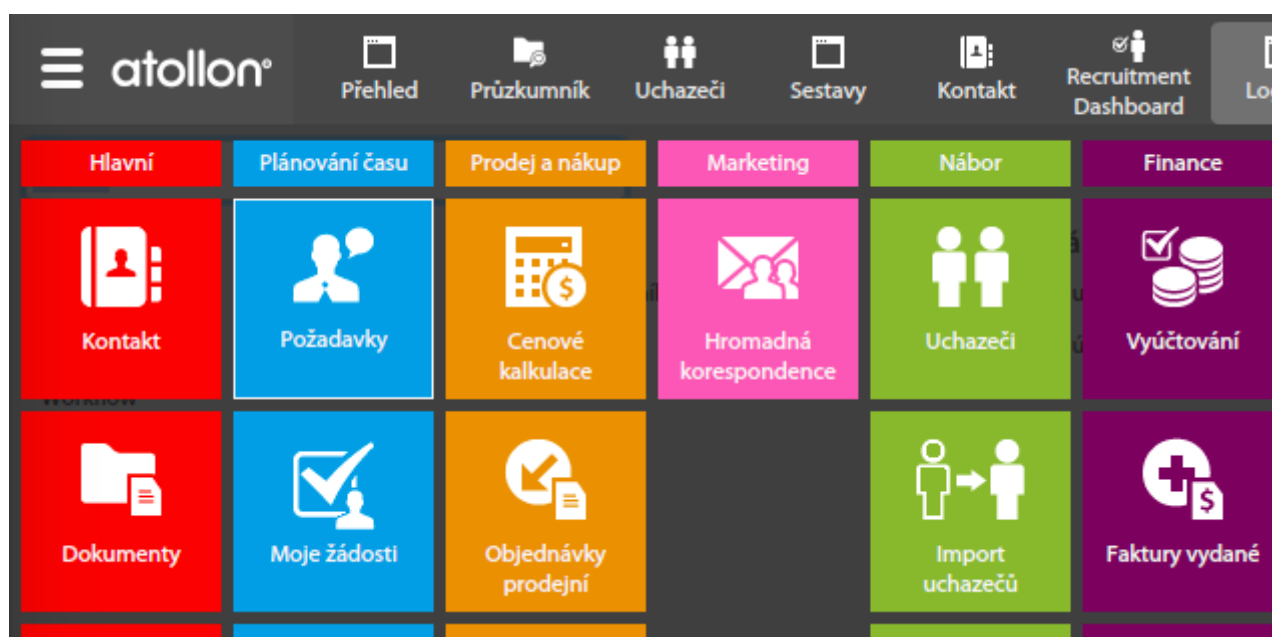 atollon
Přehled
Průzkumník
Uchazeči
Sestavy
Kontakt
Recruitment
Dashboard
Hlavní
Plánování času
Prodej a nákup
Marketing
Nábor
Finance
Kontakt
Požadavky
Cenové
kalkulace
Hromadná
korespondence
Uchazeči
Vyúčtování
Workflow
Dokumenty
Moje žádosti
Objednávky
prodejní
Import
uchazečů
Faktury vydané